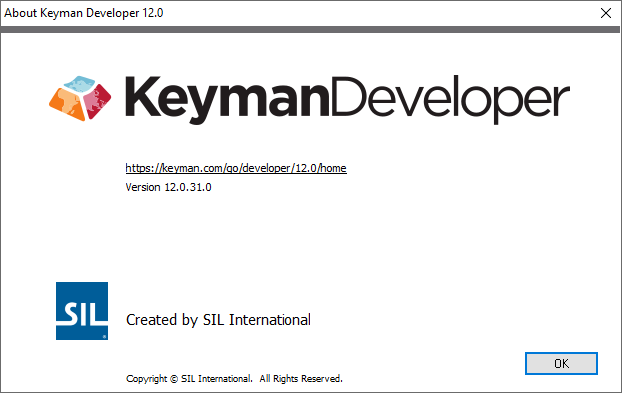 About Keyman Developer 12.0
KeymanDeveloper
https://keyman.com/go/developer/12.0/home
Version 12.0.31.0
SIL
®
Created by SIL International
OK
Copyright © SIL International. All Rights Reserved.